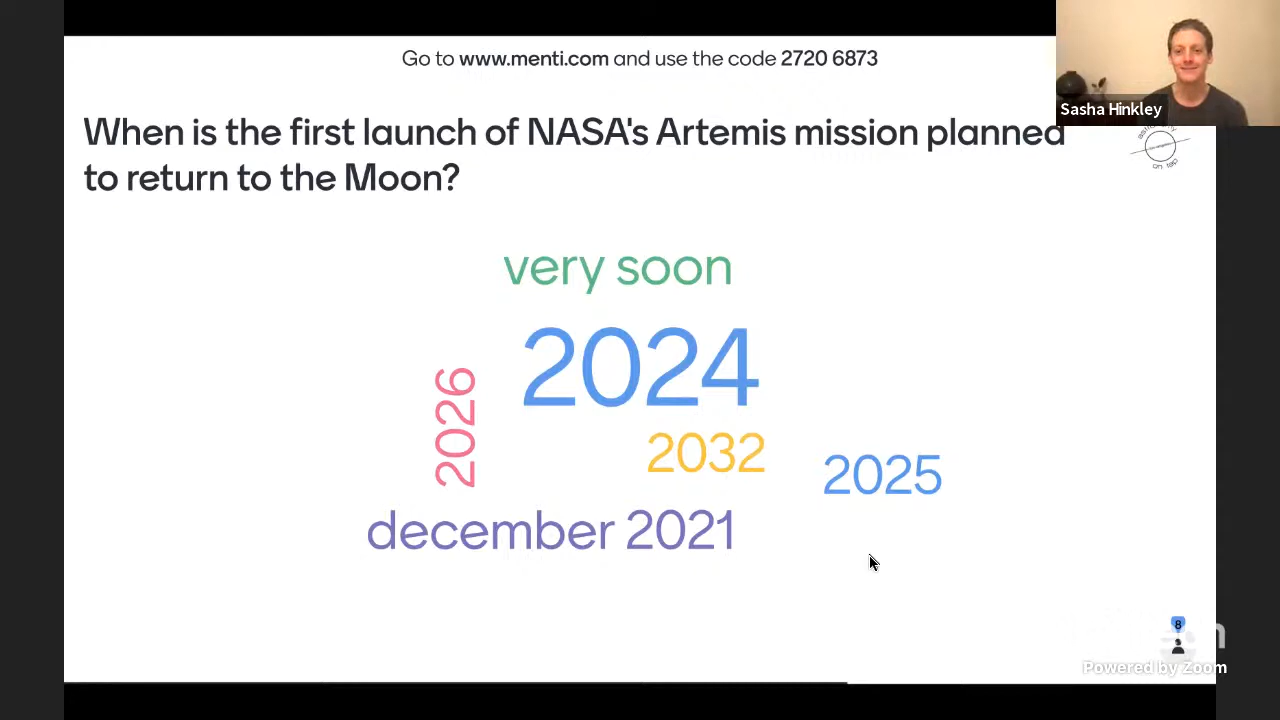 Go to www.menti.com and use the code 2720 6873
Sasha Hinkley
When is the first launch of NASA's Artemis mission planned
to return to the Moon?
on tap
very soon
2024
2026
2032
2025
december 2021
8
Powered by Zoom